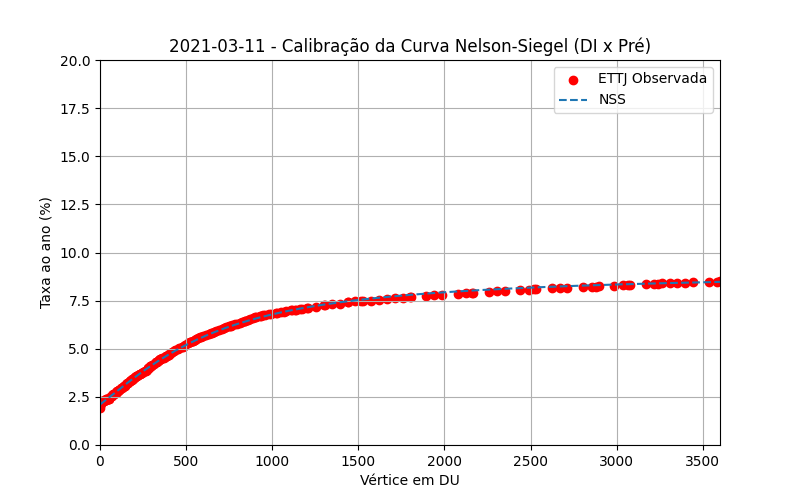 2021-03-11 - Calibração da Curva Nelson-Siegel (DI x Pré)
ETTJ Observada
NSS
Taxa ao ano (%)
20.0
17.5
15.0
12.5
10.0
7.5
5.0
2.5
0.0
0 500 1000 1500 2000 2500 3000 3500
Vértice em DU